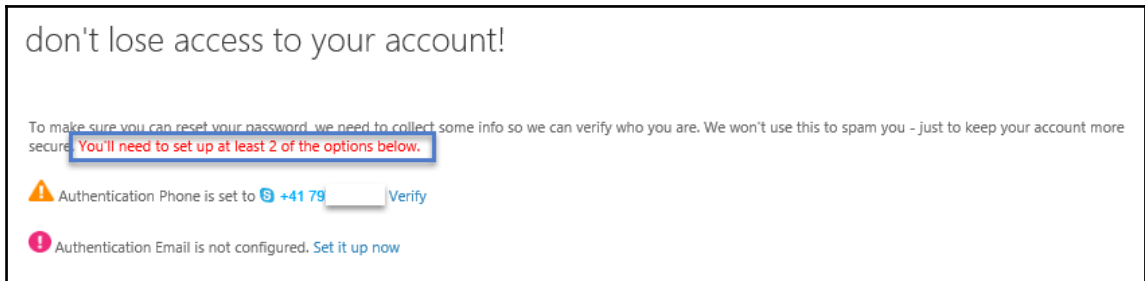 don't lose access to your account!
To make sure you can reset your password, we need to collect some info so we can verify who you are. We won't use this to spam you - just to keep your account more
secure. You'll need to set up at least 2 of the options below.
Authentication Phone is set to +41 79 Verify
Authentication Email is not configured. Set it up now